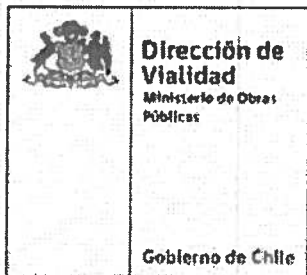 Dirección de
Vialidad
Ministerio de Obras
Públicas
Gobierno de Chile